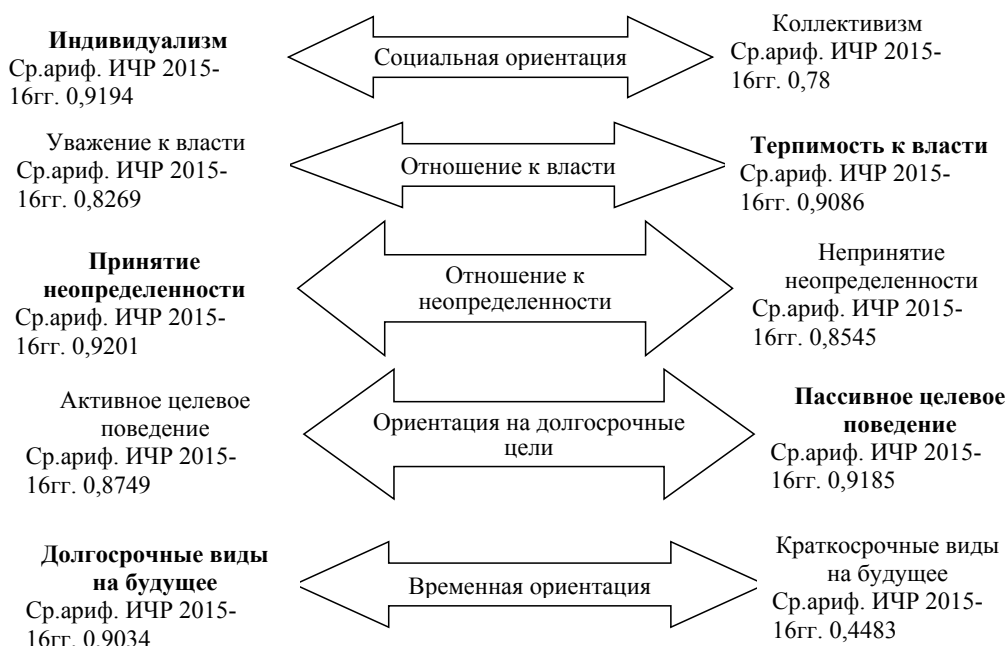 Индивидуализм
Ср.ариф. ИЧР 2015-
16гг. 0,9194
Социальная ориентация
Коллективизм
Ср.ариф. ИЧР 2015-
16гг. 0,78
Уважение к власти
Ср.ариф. ИЧР 2015-
16гг. 0,8269
Отношение к власти
Терпимость к власти
Ср.ариф. ИЧР 2015-
16гг. 0,9086
Принятие
неопределенности
Ср.ариф. ИЧР 2015-
16гг. 0,9201
Отношение к
неопределенности
Непринятие
неопределенности
Ср.ариф. ИЧР 2015-
16гг. 0,8545
Активное целевое
поведение
Ср.ариф. ИЧР 2015-
16гг. 0,8749
Ориентация на долгосрочные
цели
Пассивное целевое
поведение
Ср.ариф. ИЧР 2015-
16гг. 0,9185
Долгосрочные виды
на будущее
Ср.ариф. ИЧР 2015-
16гг. 0,9034
Временная ориентация
Краткосрочные виды
на будущее
Ср.ариф. ИЧР 2015-
16гг. 0,4483